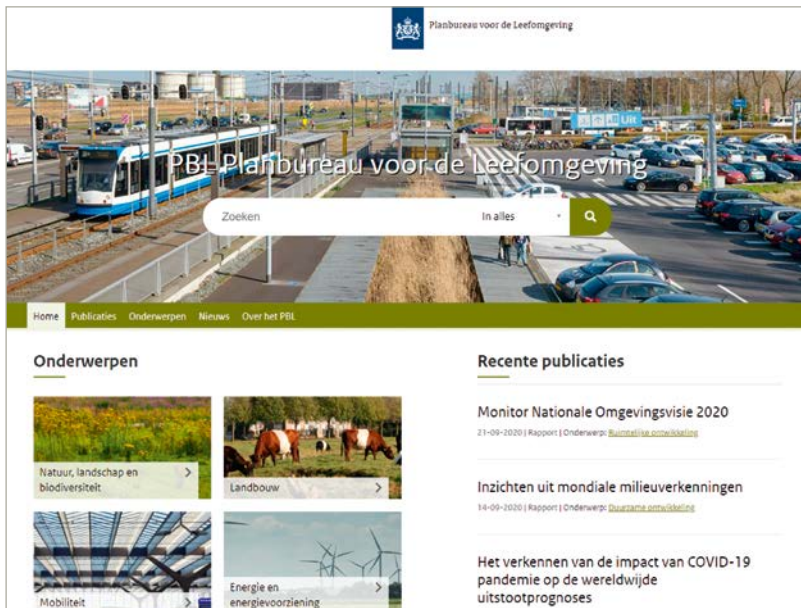 Planbureau voor de Leefomgeving
Uit
PBL Planbureau voor de Leefomgeving
Zoeken
In alles
Home Publicaties Onderwerpen Nieuws Over het PBL
Onderwerpen
Natuur, landschap en
biodiversiteit
Landbouw
Mobiliteit
Energie en
energievoorziening
Recente publicaties
Monitor Nationale Omgevingsvisie 2020
21-09-2020 | Rapport | Onderwerp: Ruimtelijke ontwikkeling
Inzichten uit mondiale milieuverkenningen
14-09-2020 | Rapport | Onderwerp: Duurzame ontwikkeling
Het verkennen van de impact van COVID-19
pandemie op de wereldwijde
uitstootprognoses